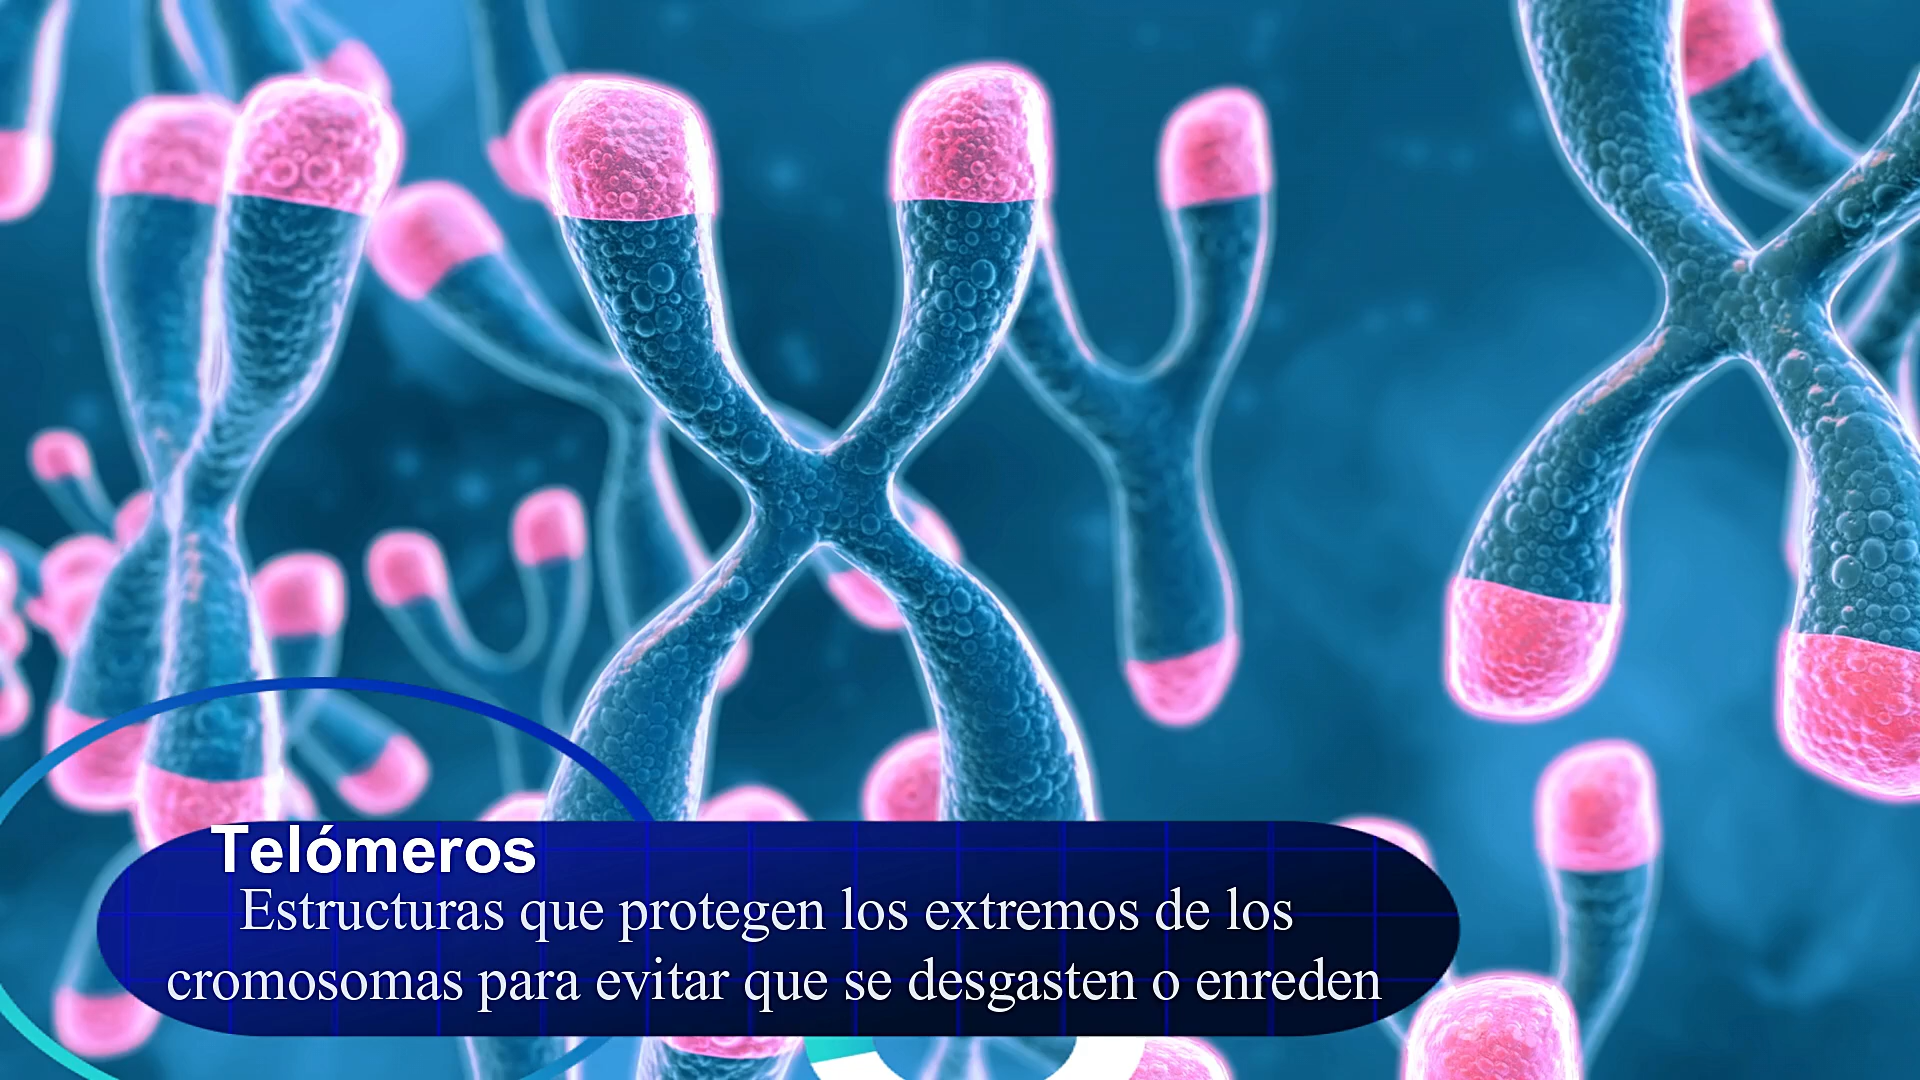 Telómeros
Estructuras que protegen los extremos de los
cromosomas para evitar que se desgasten o enreden